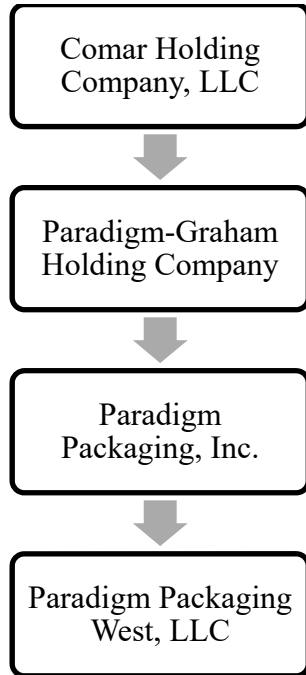 Comar Holding
Company, LLC
Paradigm-Graham
Holding Company
Paradigm
Packaging, Inc.
Paradigm Packaging
West, LLC